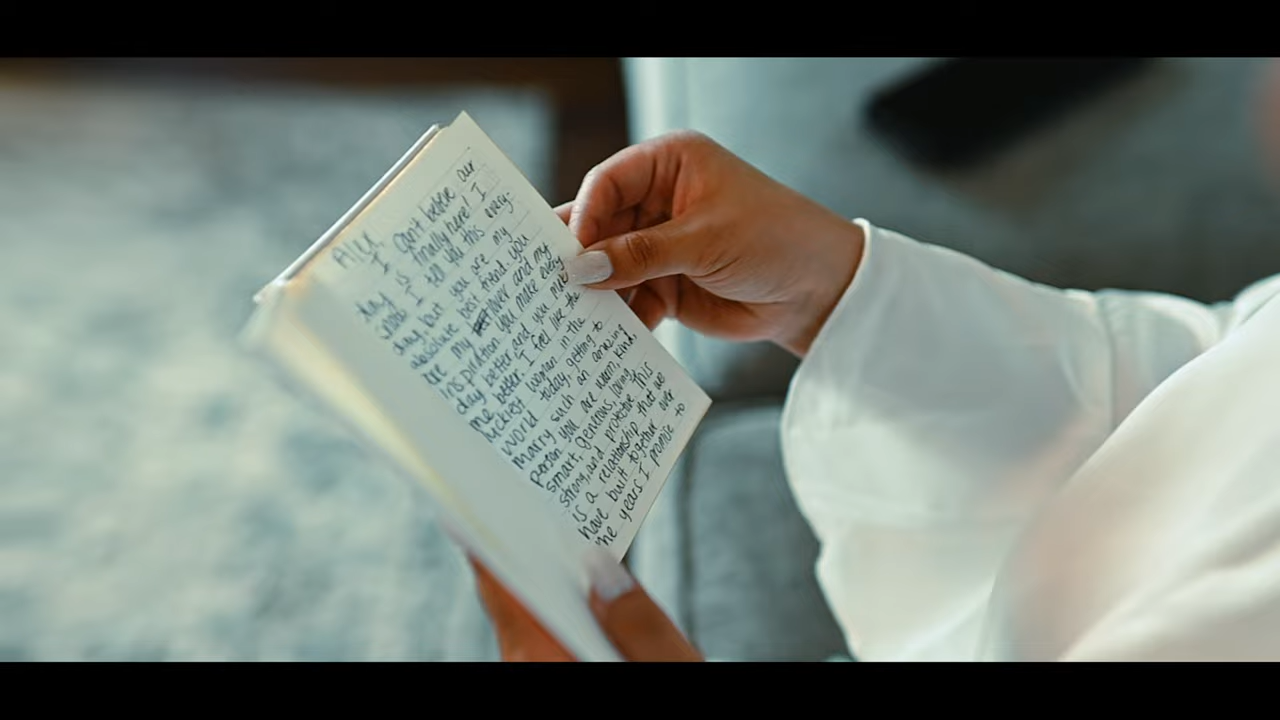 Ally,
I can't believe our
day is finally here! I
know I tell you this every-
day, but you are my
absolute best friend. you
are my lover and my
inspiration. you make every
day better and you make
me better. I feel like the
luckiest woman in the
world today, getting to
marry such an amazing
person. you are warm, kind,
smart, generous, loving
strong, and protective. This
is a relationship that we
have built together over
the years. I promise to